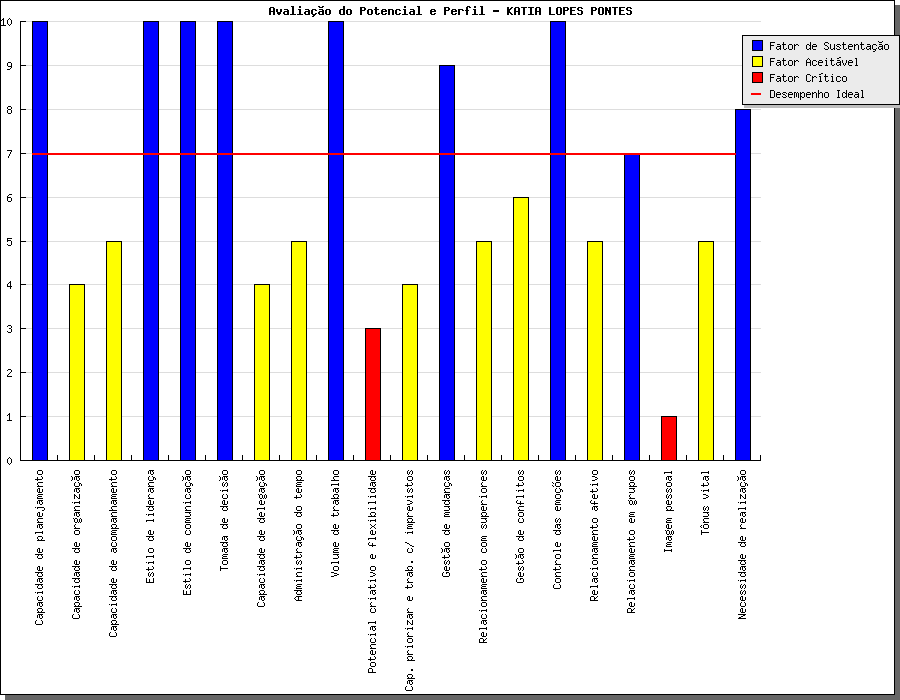 Avaliação do Potencial e Perfil - KATIA LOPES PONTES
Fator de Sustentação
Fator Aceitável
Fator Crítico
Desempenho Ideal
10
9
8
7
6
5
4
3
2
1
0
Capacidade de planejamento
Capacidade de organização
Capacidade de acompanhamento
Estilo de liderança
Estilo de comunicação
Tomada de decisão
Capacidade de delegação
Administração do tempo
Volume de trabalho
Potencial criativo e flexibilidade
Cap. priorizar e trab. c/ imprevistos
Gestão de mudanças
Relacionamento com superiores
Gestão de conflitos
Controle das emoções
Relacionamento afetivo
Relacionamento em grupos
Imagem pessoal
Tônus vital
Necessidade de realização